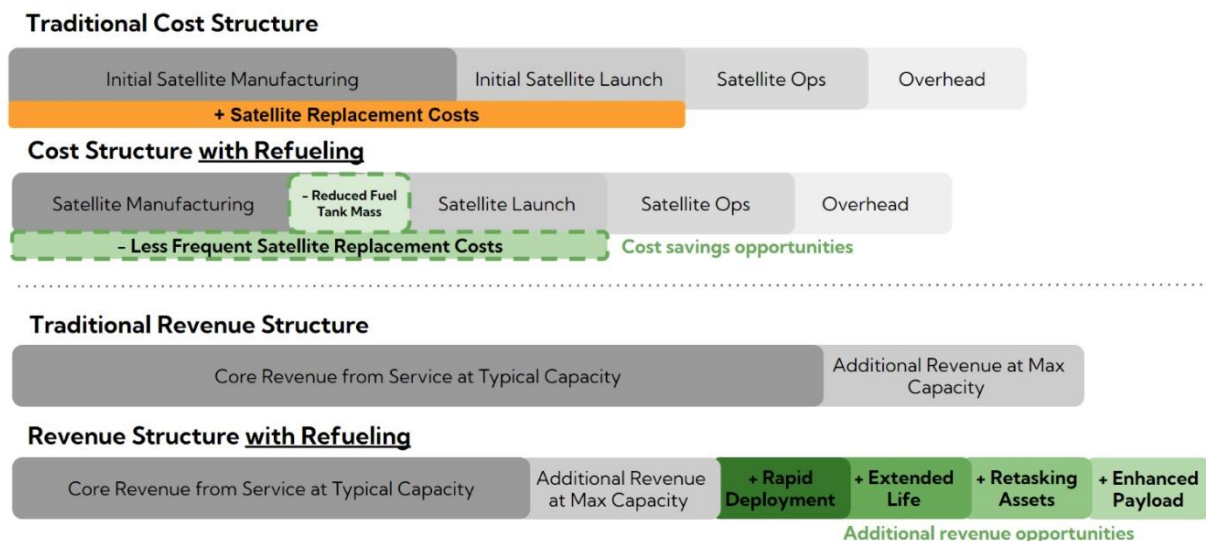 Traditional Cost Structure
Initial Satellite Manufacturing
Initial Satellite Launch
Satellite Ops
Overhead
+ Satellite Replacement Costs
Cost Structure with Refueling
Satellite Manufacturing
- Reduced Fuel
Tank Mass
Satellite Launch
Satellite Ops
Overhead
- Less Frequent Satellite Replacement Costs
Cost savings opportunities
Traditional Revenue Structure
Core Revenue from Service at Typical Capacity
Additional Revenue at Max
Capacity
Revenue Structure with Refueling
Core Revenue from Service at Typical Capacity
Additional Revenue
at Max Capacity
+ Rapid
Deployment
+ Extended
Life
+ Retasking
Assets
+ Enhanced
Payload
Additional revenue opportunities